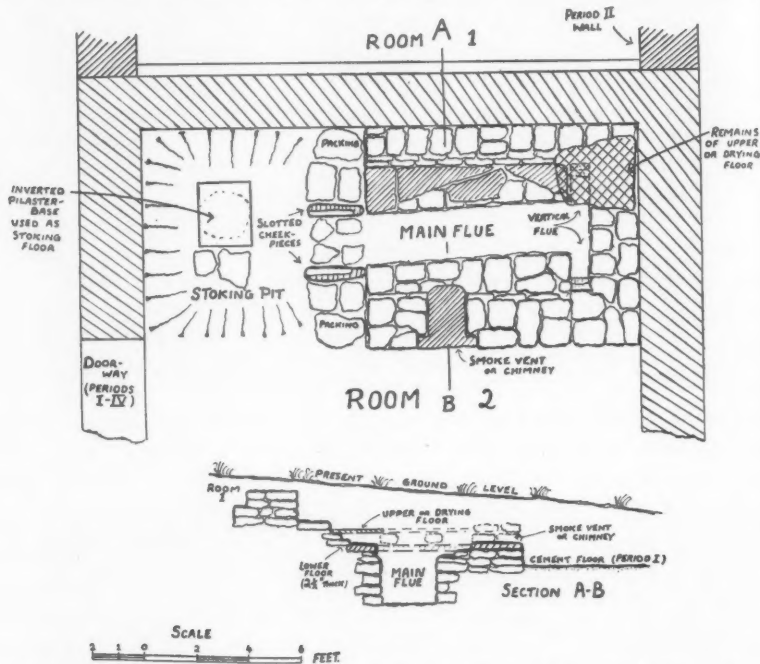 PERIOD II
WALL
ROOM A 1
REMAINS
OF UPPER
OR DRYING
FLOOR
PACKING
INVERTED
PILASTER-
BASE
USED AS
STOKING
FLOOR
SLOTTED
CHEEK-
PIECES
VERTICAL
FLUE
MAIN FLUE
STOKING PIT
PACKING
SMOKE VENT
OR CHIMNEY
DOOR-
WAY
(PERIODS
I-IV)
ROOM B 2
PRESENT GROUND LEVEL
ROOM
I
UPPER OR DRYING
FLOOR
SMOKE VENT
OR CHIMNEY
LOWER
FLOOR
(2½" THICK)
MAIN
FLUE
CEMENT FLOOR (PERIOD I)
SECTION A-B
SCALE
2 1 0 2 4 6
FEET.